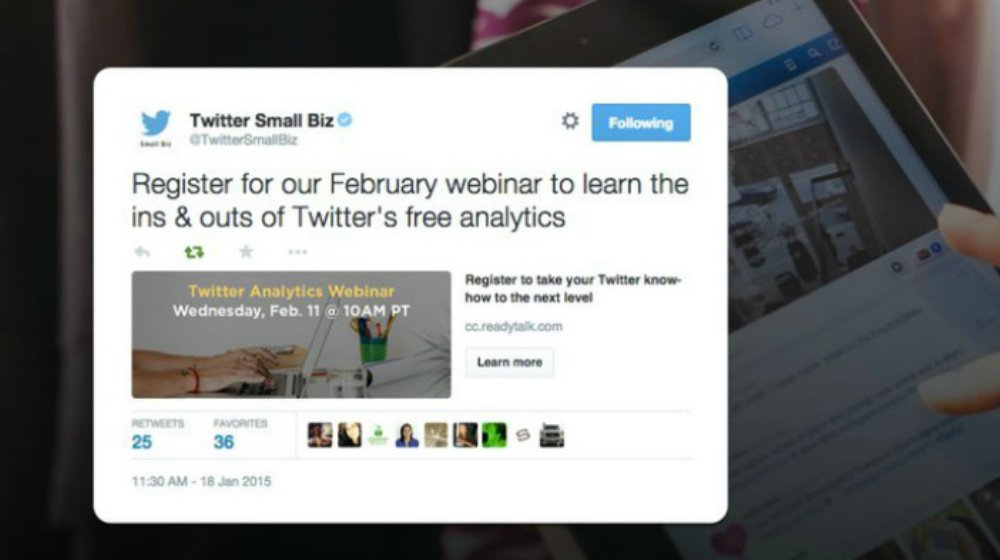 Twitter Small Biz
Small Biz
@TwitterSmallBiz
Following
Register for our February webinar to learn the
ins & outs of Twitter's free analytics
Twitter Analytics Webinar
Wednesday, Feb. 11 @ 10AM PT
Register to take your Twitter know-
how to the next level
cc.readytalk.com
Learn more
RETWEETS
25
FAVORITES
36
11:30 AM - 18 Jan 2015